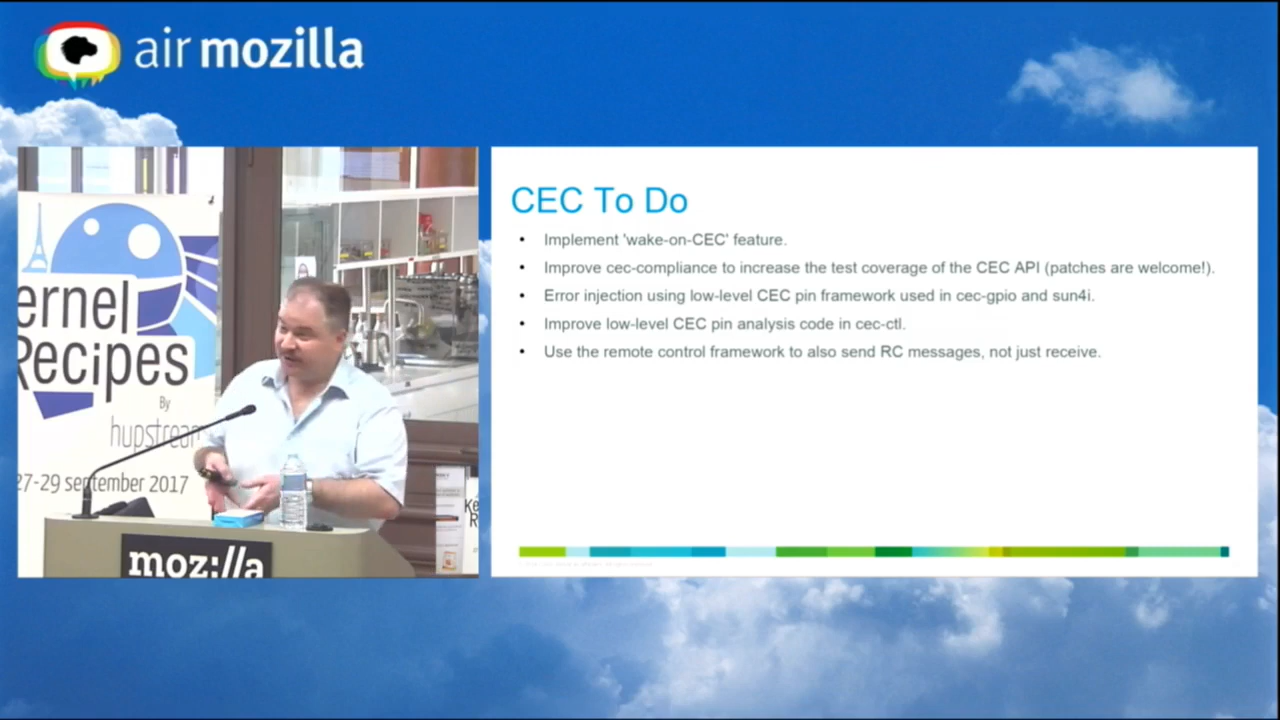 air mozilla
ernel
Recipes
By
hupstream
27-29 september 2017
moz://a
CEC To Do
• Implement 'wake-on-CEC' feature.
• Improve cec-compliance to increase the test coverage of the CEC API (patches are welcome!).
• Error injection using low-level CEC pin framework used in cec-gpio and sun4i.
• Improve low-level CEC pin analysis code in cec-ctl.
• Use the remote control framework to also send RC messages, not just receive.